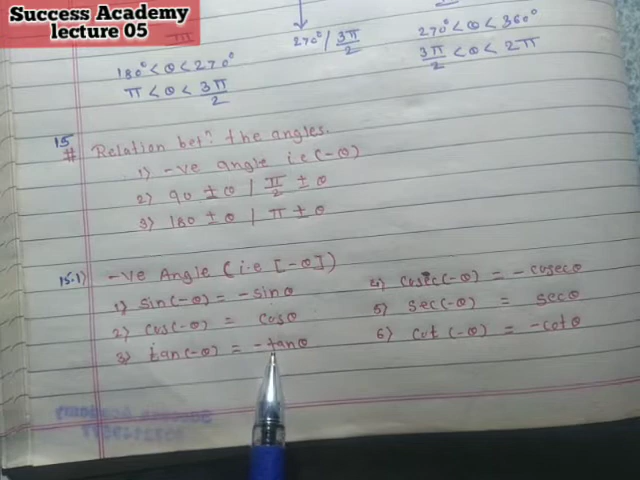 Success Academy
lecture 05
270° / 3π/2
180° < θ < 270°
π < θ < 3π/2
270° < θ < 360°
3π/2 < θ < 2π
15
# Relation betn the angles.
1) -ve angle i.e (-θ)
2) 90 ± θ / π/2 ± θ
3) 180 ± θ / π ± θ
15.1) -ve Angle (i.e [-θ])
1) sin(-θ) = -sinθ
2) cos(-θ) = cosθ
3) tan(-θ) = -tanθ
4) cosec(-θ) = -cosecθ
5) sec(-θ) = secθ
6) cot(-θ) = -cotθ